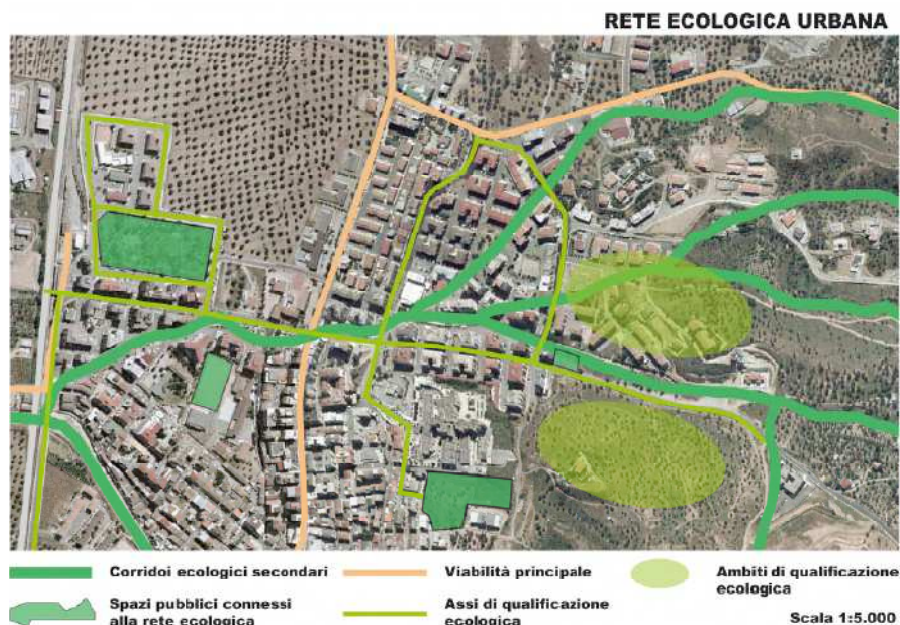 RETE ECOLOGICA URBANA
Corridoi ecologici secondari
Viabilità principale
Ambiti di qualificazione
ecologica
Spazi pubblici connessi
alla rete ecologica
Assi di qualificazione
ecologica
Scala 1:5.000